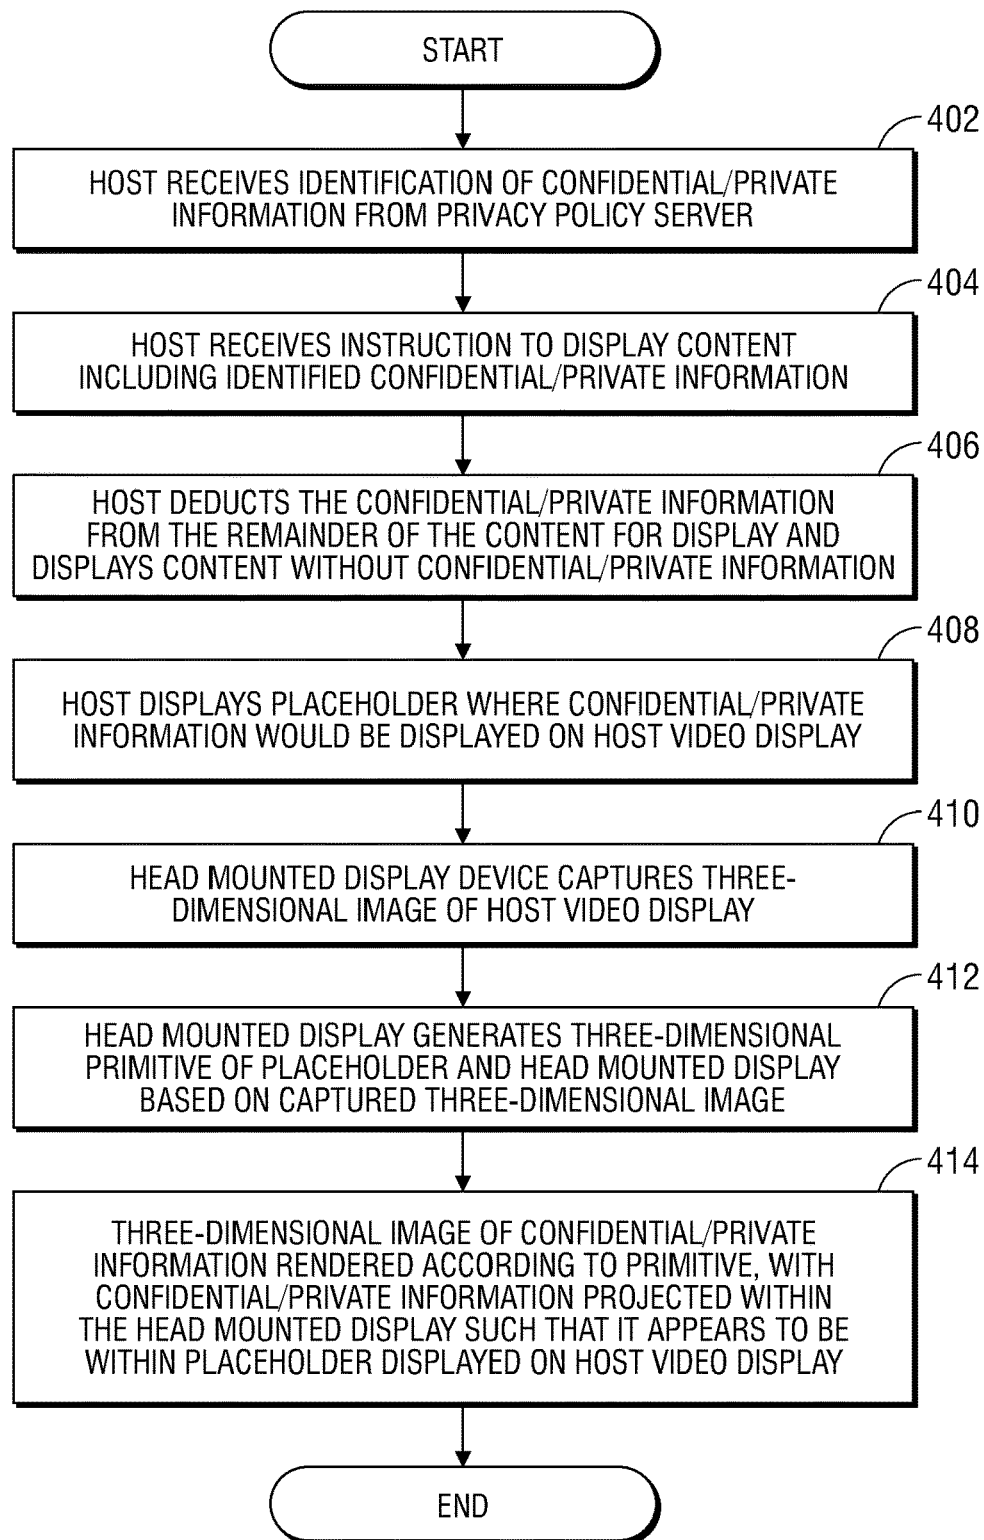 START
402
HOST RECEIVES IDENTIFICATION OF CONFIDENTIAL/PRIVATE
INFORMATION FROM PRIVACY POLICY SERVER
404
HOST RECEIVES INSTRUCTION TO DISPLAY CONTENT
INCLUDING IDENTIFIED CONFIDENTIAL/PRIVATE INFORMATION
406
HOST DEDUCTS THE CONFIDENTIAL/PRIVATE INFORMATION
FROM THE REMAINDER OF THE CONTENT FOR DISPLAY AND
DISPLAYS CONTENT WITHOUT CONFIDENTIAL/PRIVATE INFORMATION
408
HOST DISPLAYS PLACEHOLDER WHERE CONFIDENTIAL/PRIVATE
INFORMATION WOULD BE DISPLAYED ON HOST VIDEO DISPLAY
410
HEAD MOUNTED DISPLAY DEVICE CAPTURES THREE-
DIMENSIONAL IMAGE OF HOST VIDEO DISPLAY
412
HEAD MOUNTED DISPLAY GENERATES THREE-DIMENSIONAL
PRIMITIVE OF PLACEHOLDER AND HEAD MOUNTED DISPLAY
BASED ON CAPTURED THREE-DIMENSIONAL IMAGE
414
THREE-DIMENSIONAL IMAGE OF CONFIDENTIAL/PRIVATE
INFORMATION RENDERED ACCORDING TO PRIMITIVE, WITH
CONFIDENTIAL/PRIVATE INFORMATION PROJECTED WITHIN
THE HEAD MOUNTED DISPLAY SUCH THAT IT APPEARS TO BE
WITHIN PLACEHOLDER DISPLAYED ON HOST VIDEO DISPLAY
END